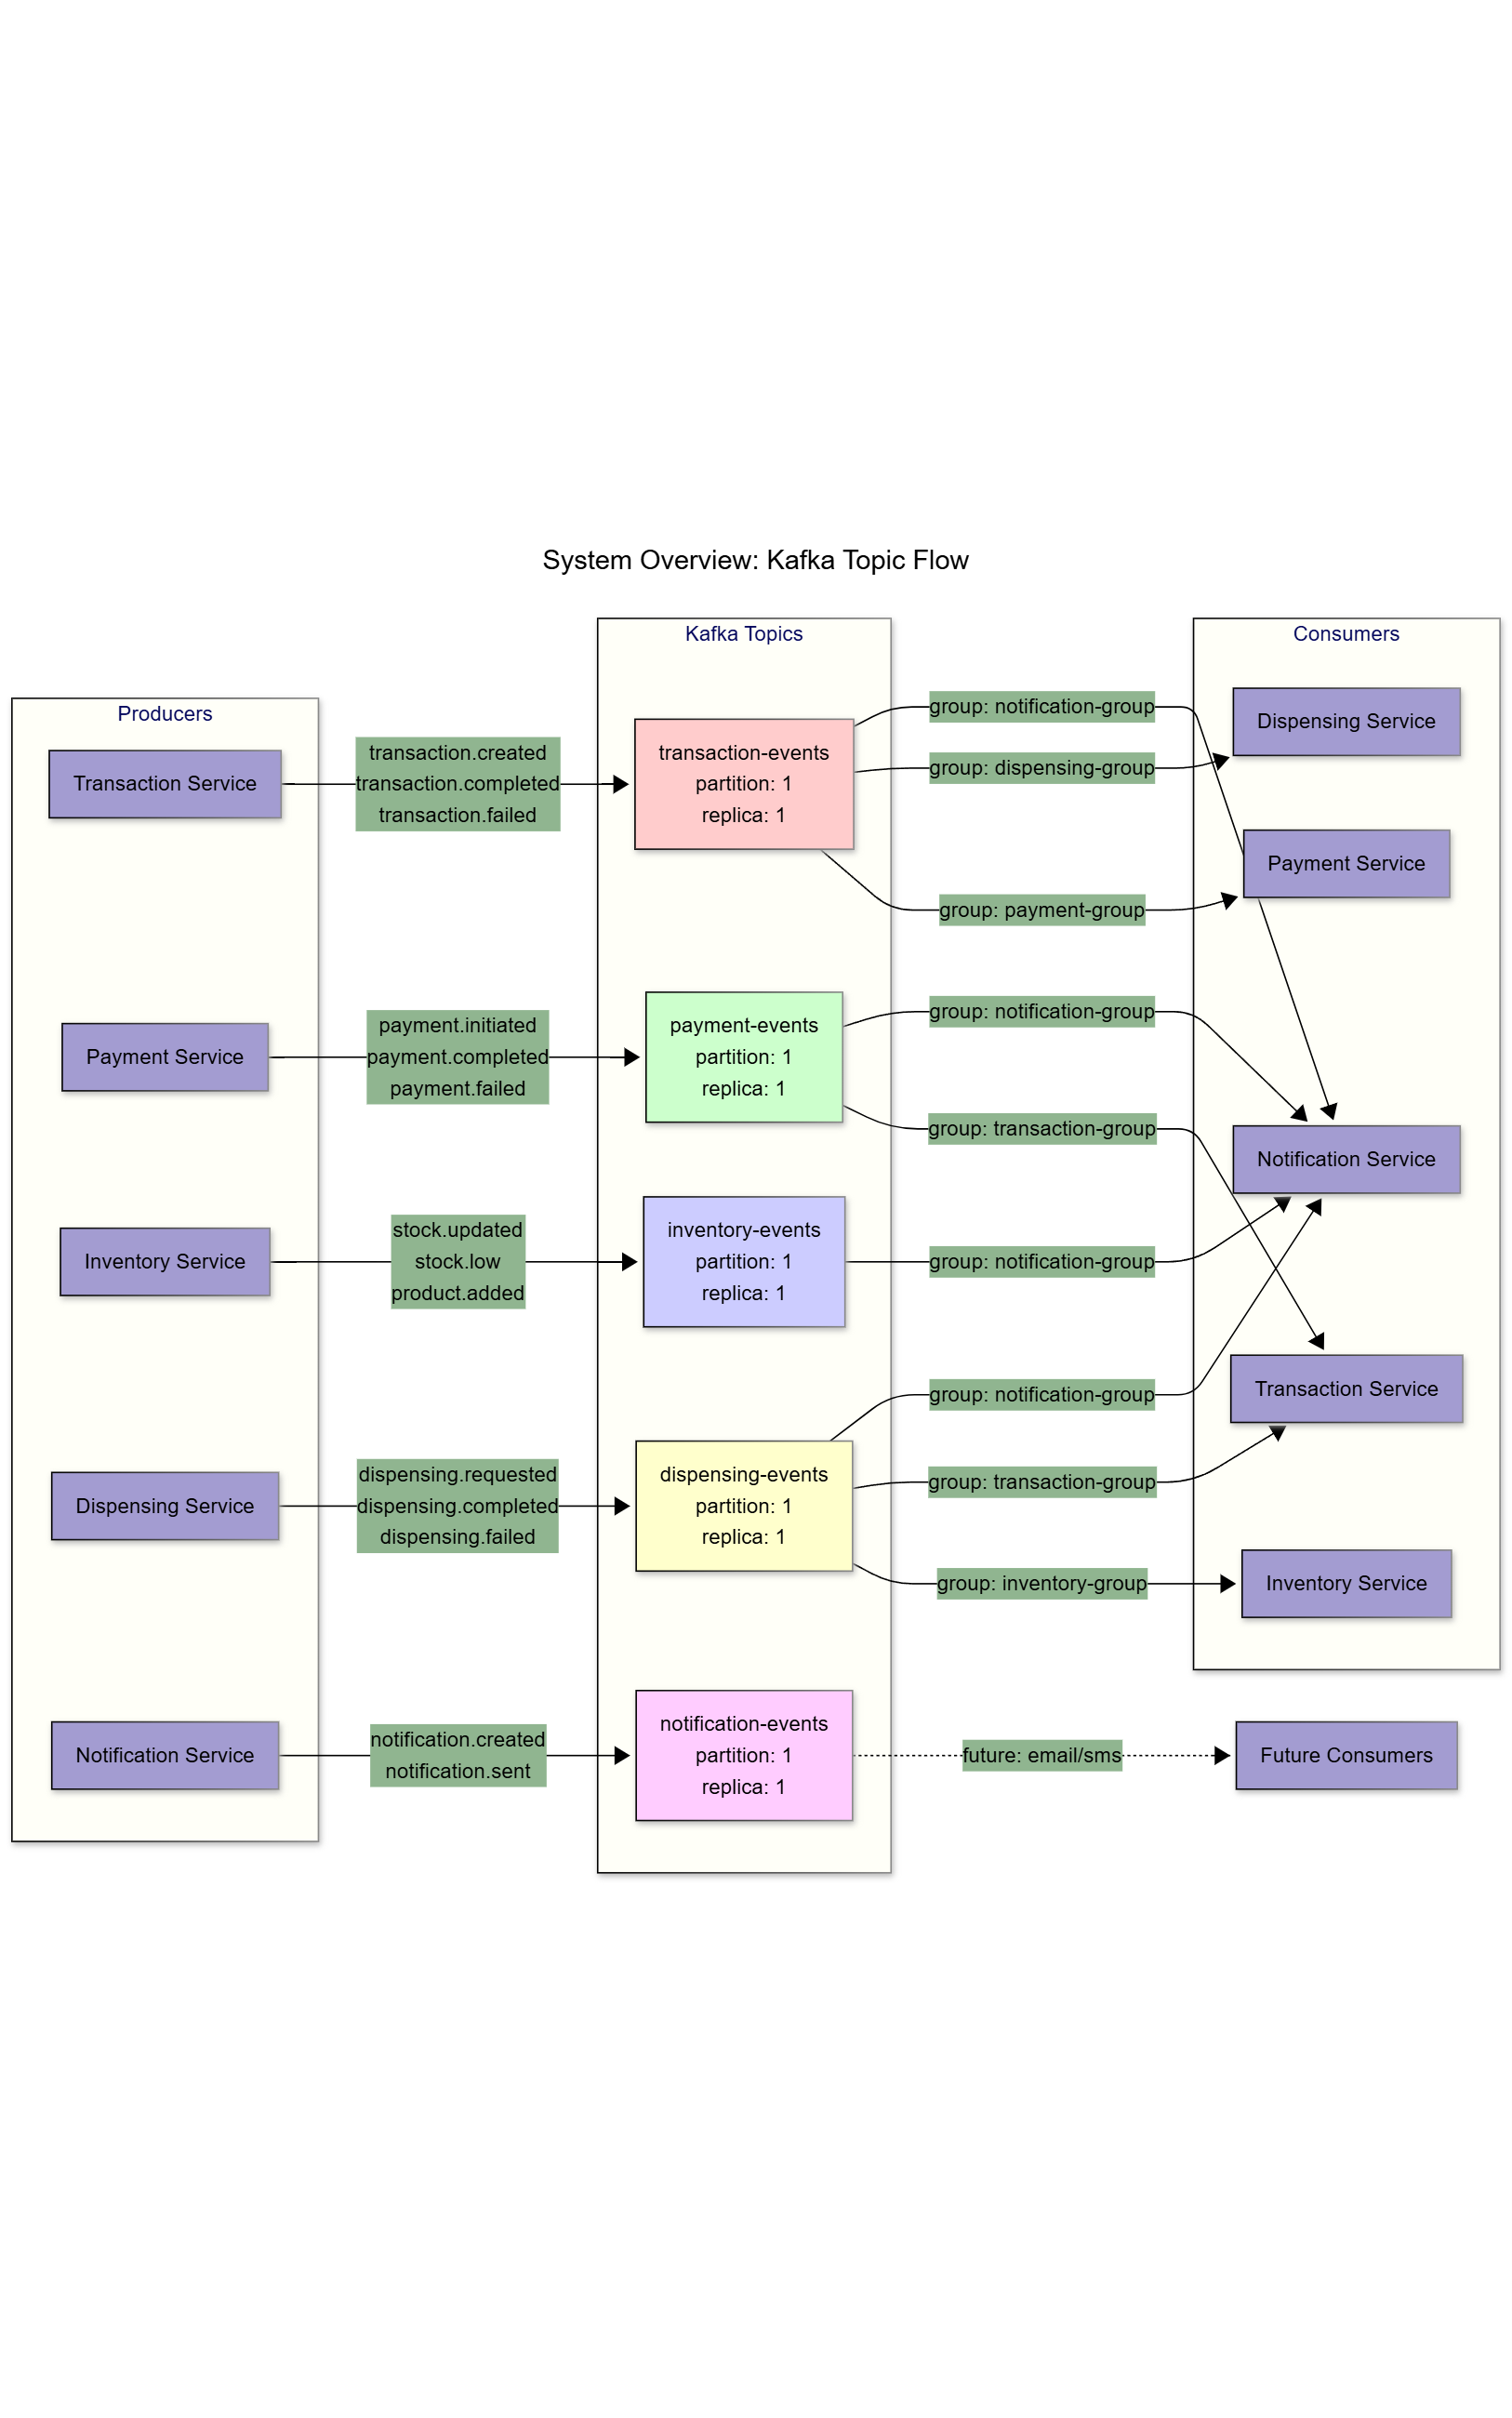 System Overview: Kafka Topic Flow
Producers
Transaction Service
Payment Service
Inventory Service
Dispensing Service
Notification Service
transaction.created
transaction.completed
transaction.failed
payment.initiated
payment.completed
payment.failed
stock.updated
stock.low
product.added
dispensing.requested
dispensing.completed
dispensing.failed
notification.created
notification.sent
Kafka Topics
transaction-events
partition: 1
replica: 1
payment-events
partition: 1
replica: 1
inventory-events
partition: 1
replica: 1
dispensing-events
partition: 1
replica: 1
notification-events
partition: 1
replica: 1
group: notification-group
group: dispensing-group
group: payment-group
group: notification-group
group: transaction-group
group: notification-group
group: notification-group
group: transaction-group
group: inventory-group
future: email/sms
Consumers
Dispensing Service
Payment Service
Notification Service
Transaction Service
Inventory Service
Future Consumers